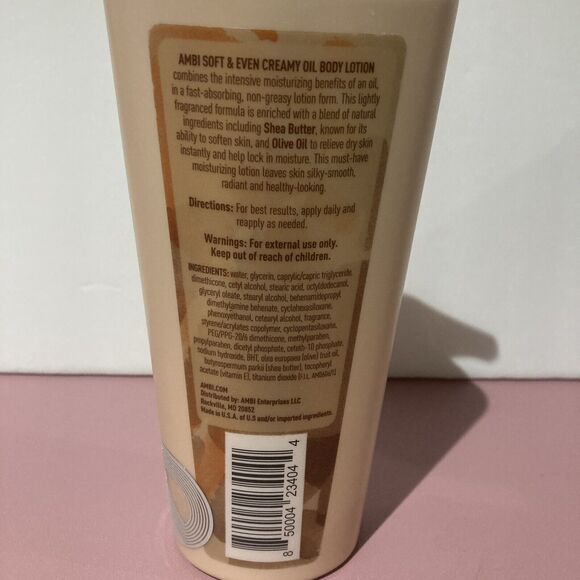 AMBI SOFT & EVEN CREAMY OIL BODY LOTION
combines the intensive moisturizing benefits of an oil,
in a fast-absorbing, non-greasy lotion form. This lightly
fragranced formula is enriched with a blend of natural
ingredients including Shea Butter, known for its
ability to soften skin, and Olive Oil to relieve dry skin
instantly and help lock in moisture. This must-have
moisturizing lotion leaves skin silky-smooth,
radiant and healthy-looking.
Directions: For best results, apply daily and
reapply as needed.
Warnings: For external use only.
Keep out of reach of children.
INGREDIENTS: water, glycerin, caprylic/capric triglyceride,
dimethicone, cetyl alcohol, stearic acid, octyldodecanol,
glyceryl oleate, stearyl alcohol, behenamidopropyl
dimethylamine behenate, cyclohexasiloxane,
phenoxyethanol, cetearyl alcohol, fragrance,
styrene/acrylates copolymer, cyclopentasiloxane,
PEG/PPG-20/6 dimethicone, methylparaben,
propylparaben, dicetyl phosphate, ceteth-10 phosphate,
sodium hydroxide, BHT, olea europaea (olive) fruit oil,
butyrospermum parkii (shea butter), tocopheryl
acetate (vitamin E), titanium dioxide
AMBI.COM
Distributed by: AMBI Enterprises LLC
Rockville, MD 20852
Made in U.S.A. of U.S and/or imported ingredients.
8 50004 23404 4